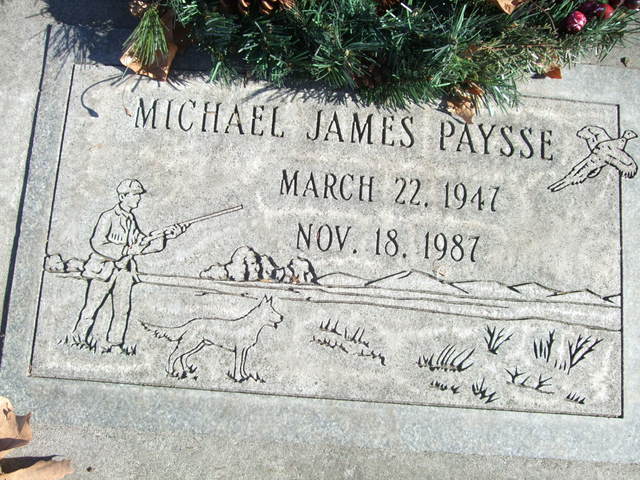 MICHAEL JAMES PAYSSE
MARCH 22, 1947
NOV. 18, 1987